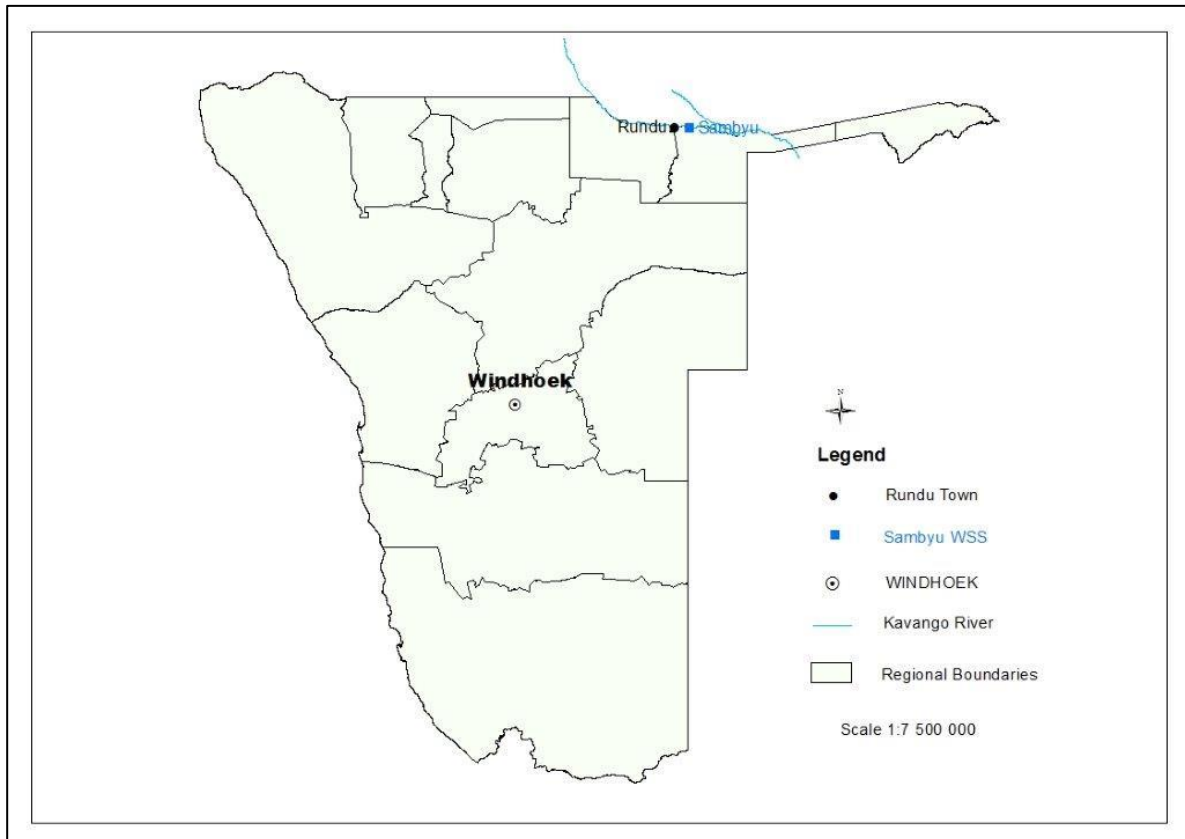 Rundu Sambyu
Windhoek
N
Legend
Rundu Town
Sambyu WSS
WINDHOEK
Kavango River
Regional Boundaries
Scale 1:7 500 000